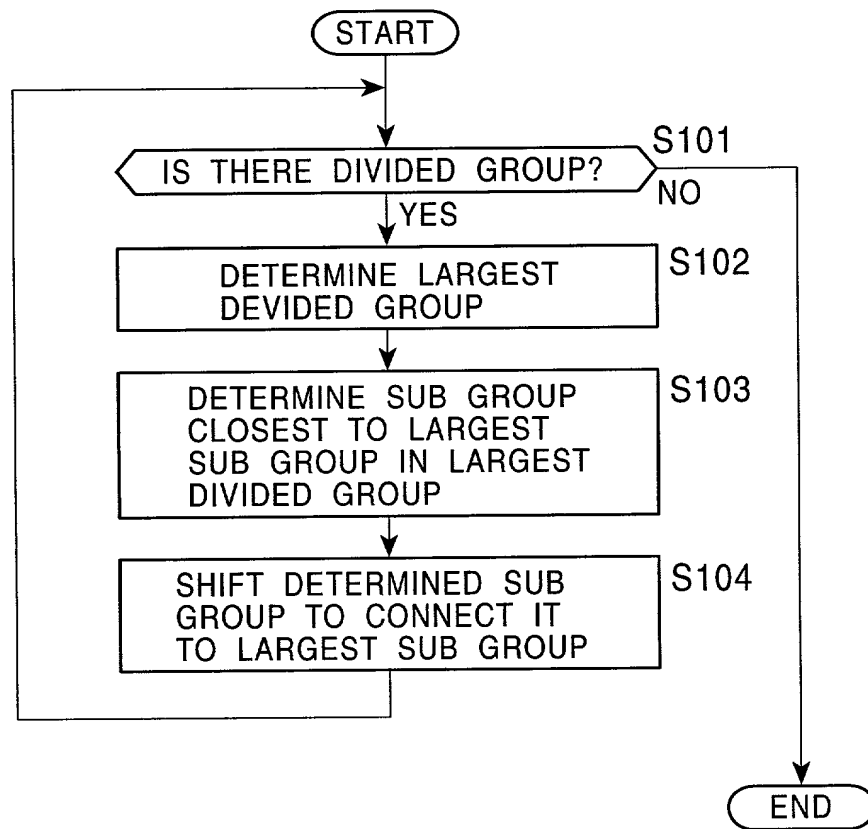 START
S101
IS THERE DIVIDED GROUP?
NO
YES
S102
DETERMINE LARGEST
DEVIDED GROUP
S103
DETERMINE SUB GROUP
CLOSEST TO LARGEST
SUB GROUP IN LARGEST
DIVIDED GROUP
S104
SHIFT DETERMINED SUB
GROUP TO CONNECT IT
TO LARGEST SUB GROUP
END